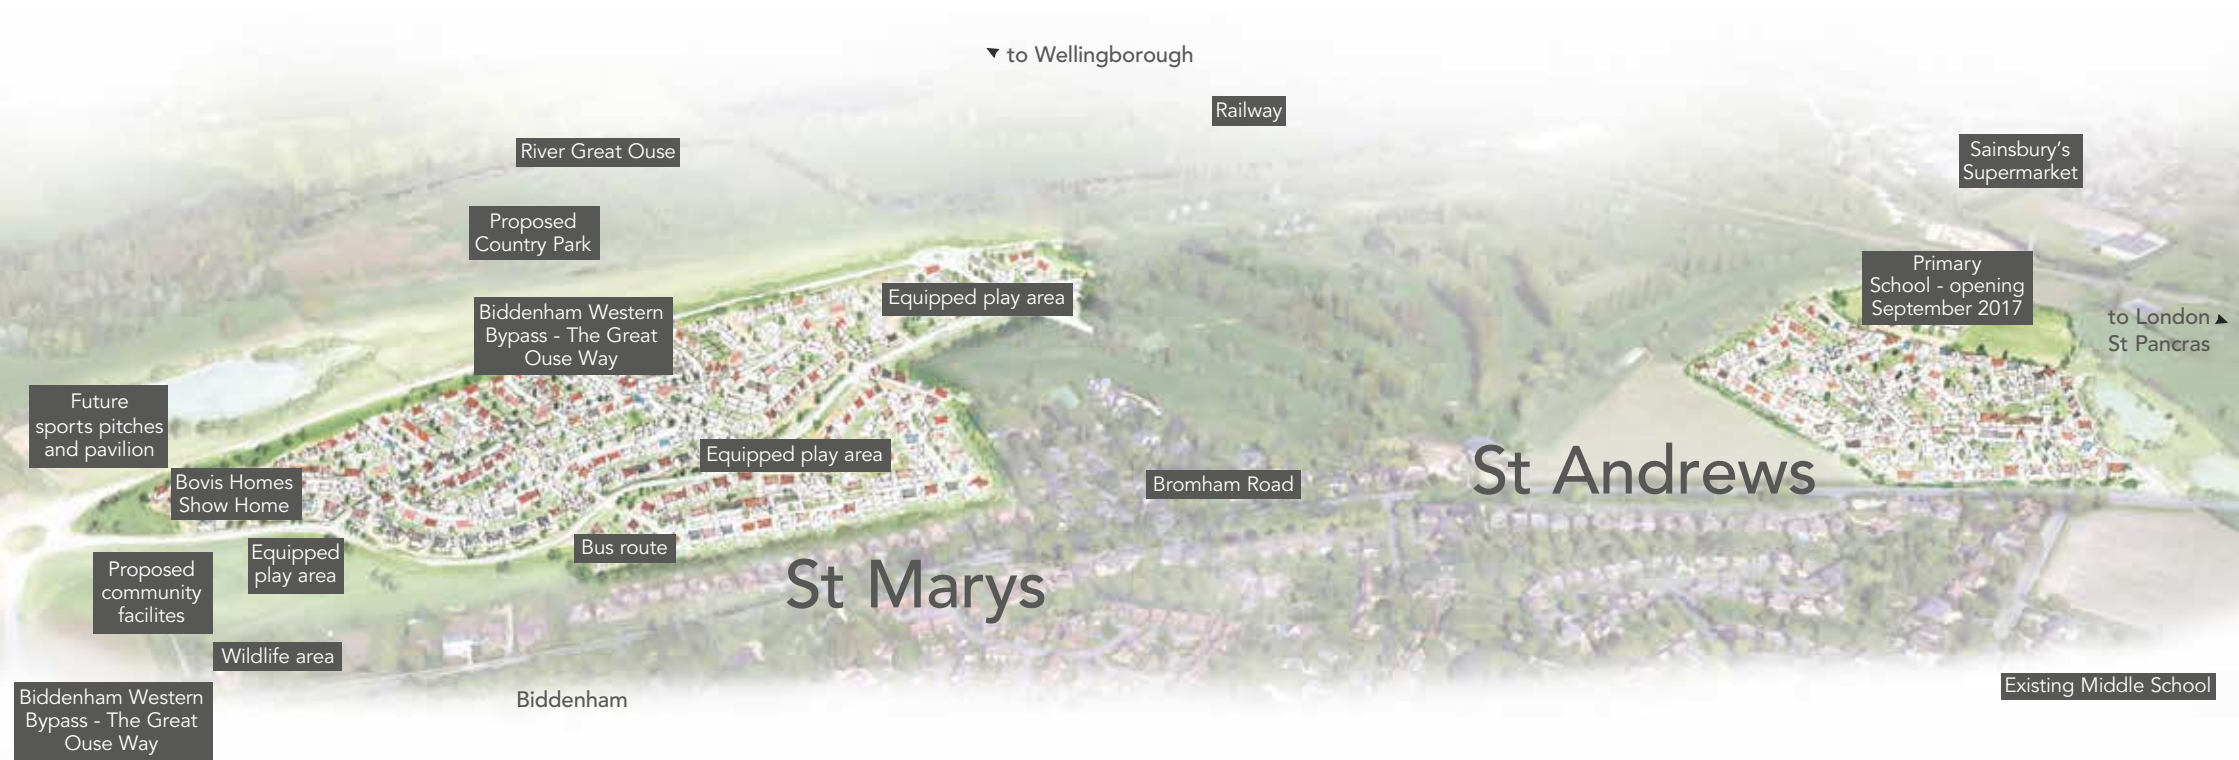 to Wellingborough
Railway
River Great Ouse
Sainsbury's
Supermarket
Proposed
Country Park
Primary
School - opening
September 2017
Equipped play area
Biddenham Western
Bypass - The Great
Ouse Way
to London
St Pancras
Future
sports pitches
and pavilion
Equipped play area
St Andrews
Bovis Homes
Show Home
Bromham Road
Equipped
play area
Bus route
Proposed
community
facilites
St Marys
Wildlife area
Biddenham
Existing Middle School
Biddenham Western
Bypass - The Great
Ouse Way